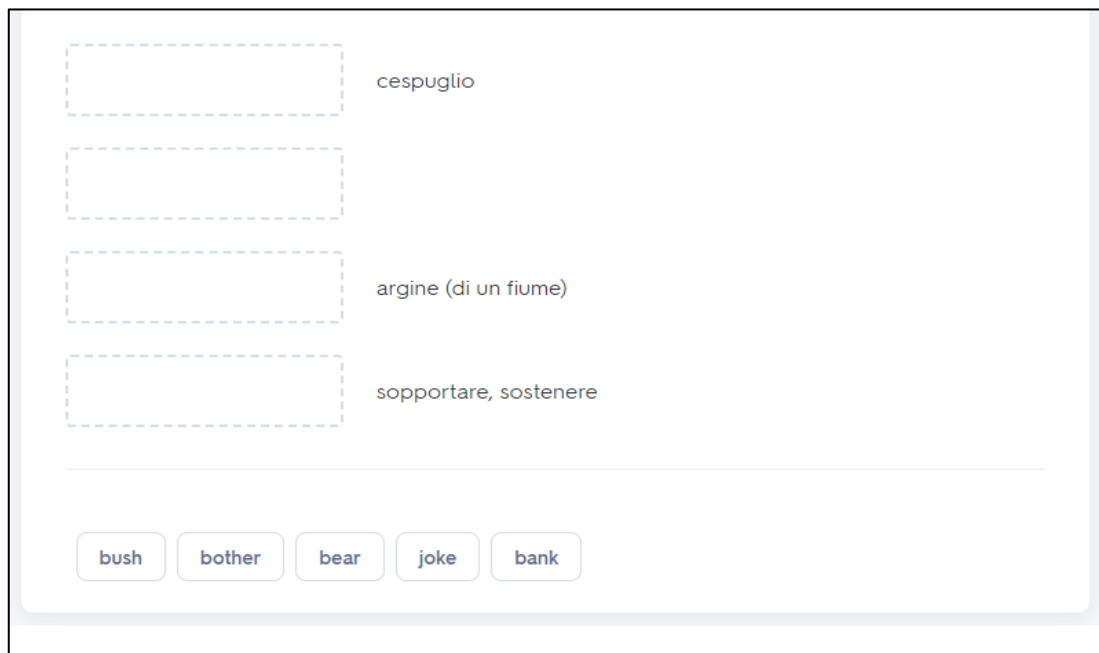 cespuglio
argine (di un fiume)
sopportare, sostenere
bush bother bear joke bank